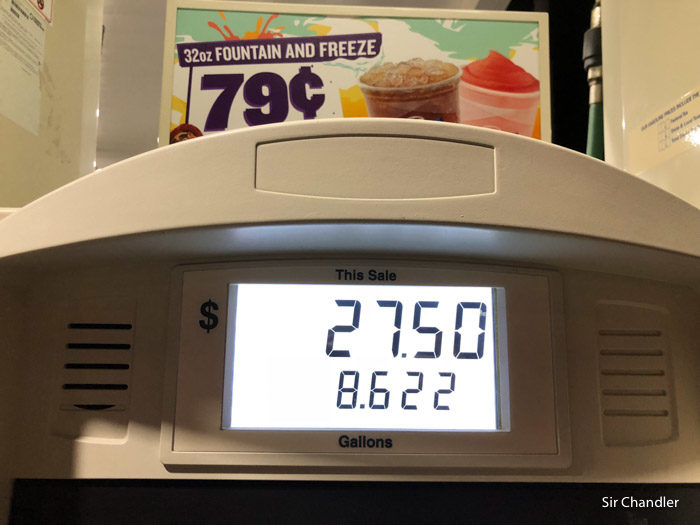 32oz FOUNTAIN AND FREEZE
79¢
This Sale
$ 27.50
8.622
Gallons
Sir Chandler